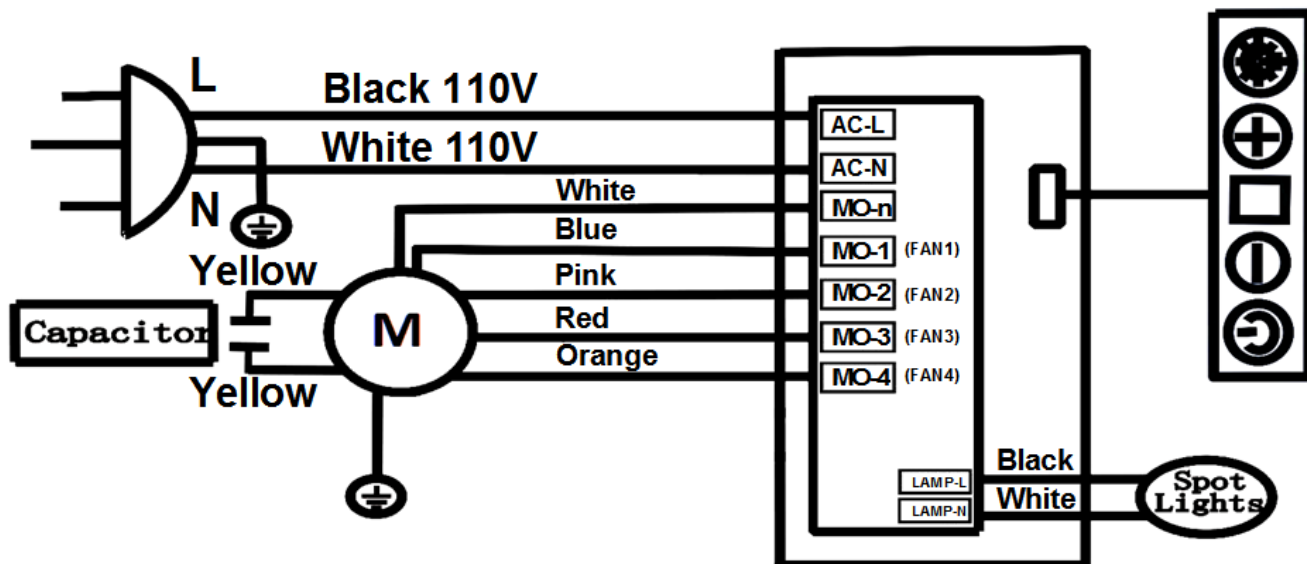 L
Black 110V
White 110V
N
Yellow
Capacitor
Yellow
M
White
Blue
Pink
Red
Orange
AC-L
AC-N
MO-n
MO-1 (FAN1)
MO-2 (FAN2)
MO-3 (FAN3)
MO-4 (FAN4)
LAMP-L
LAMP-N
Black
White
Spot
Lights